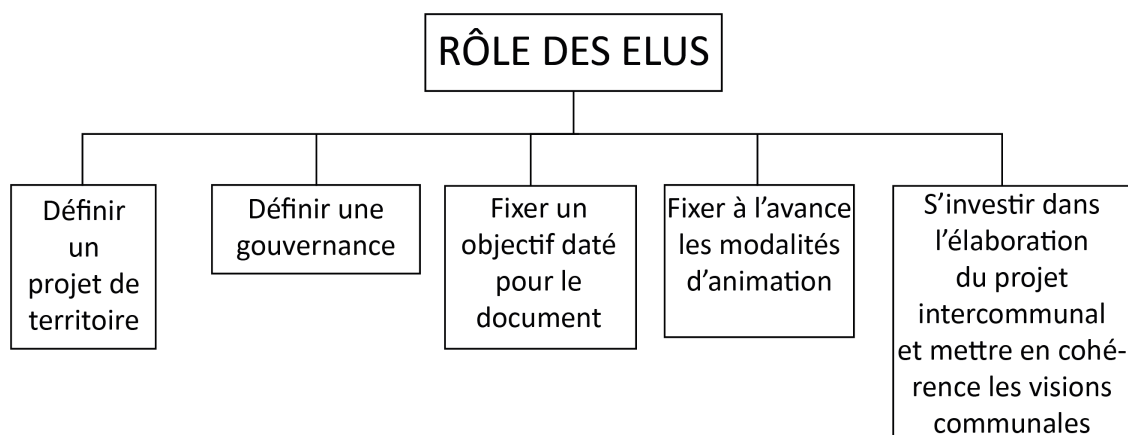 RÔLE DES ELUS
Définir
un
projet de
territoire
Définir une
gouvernance
Fixer un
objectif daté
pour le
document
Fixer à l’avance
les modalités
d’animation
S’investir dans
l’élaboration
du projet
intercommunal
et mettre en cohé-
rence les visions
communales